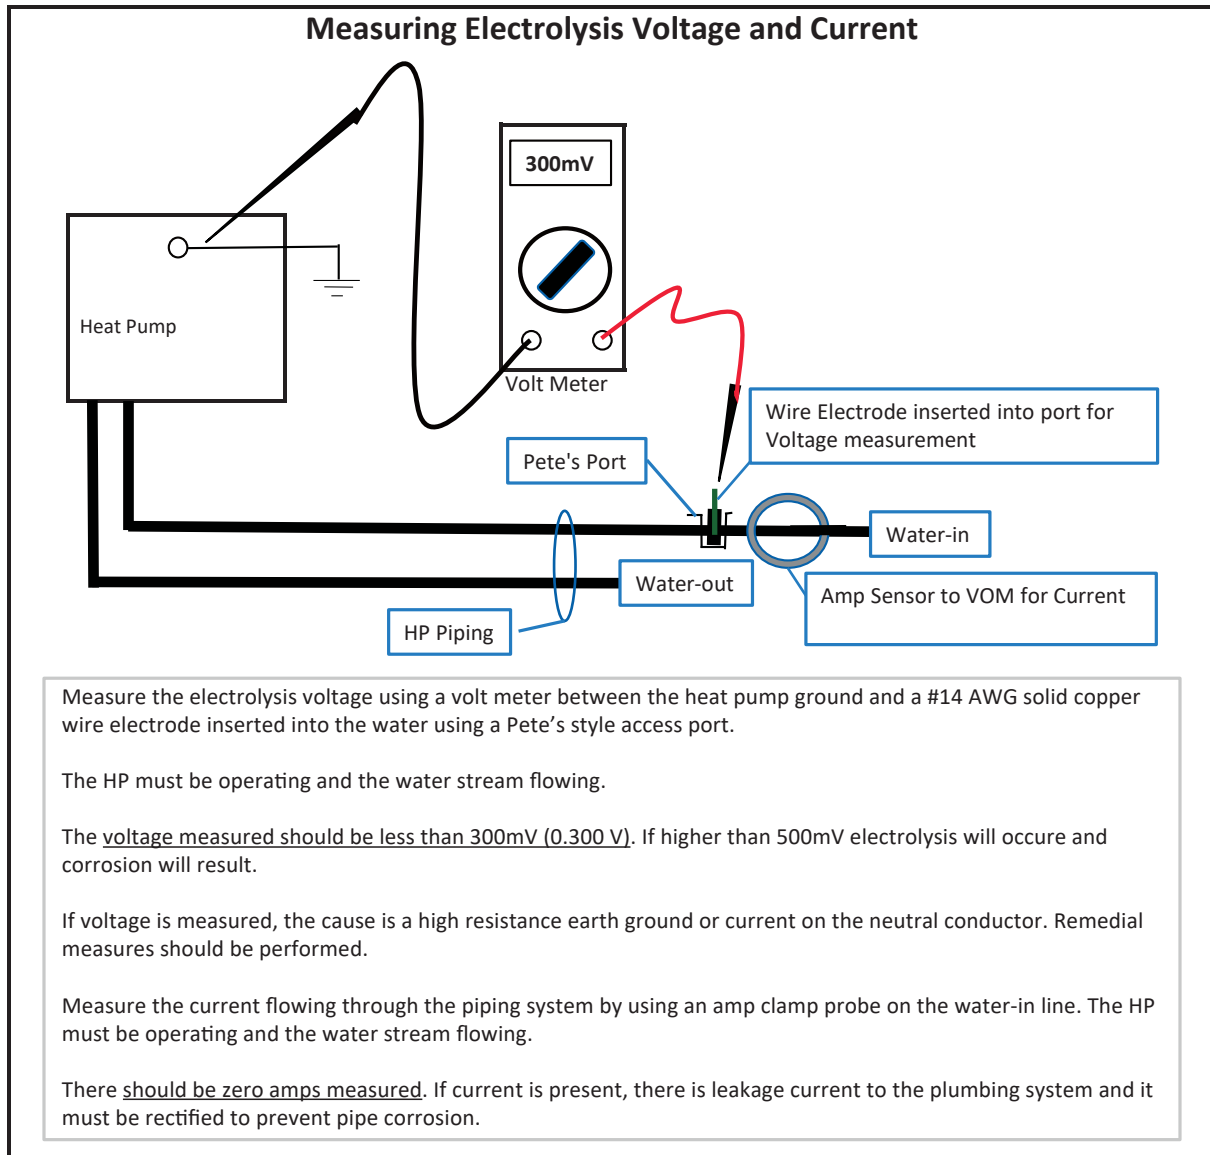 Measuring Electrolysis Voltage and Current
300mV
Heat Pump
Volt Meter
Wire Electrode inserted into port for
Voltage measurement
Pete's Port
Water-in
Water-out
Amp Sensor to VOM for Current
HP Piping
Measure the electrolysis voltage using a volt meter between the heat pump ground and a #14 AWG solid copper
wire electrode inserted into the water using a Pete’s style access port.
The HP must be operating and the water stream flowing.
The voltage measured should be less than 300mV (0.300 V). If higher than 500mV electrolysis will occure and
corrosion will result.
If voltage is measured, the cause is a high resistance earth ground or current on the neutral conductor. Remedial
measures should be performed.
Measure the current flowing through the piping system by using an amp clamp probe on the water-in line. The HP
must be operating and the water stream flowing.
There should be zero amps measured. If current is present, there is leakage current to the plumbing system and it
must be rectified to prevent pipe corrosion.